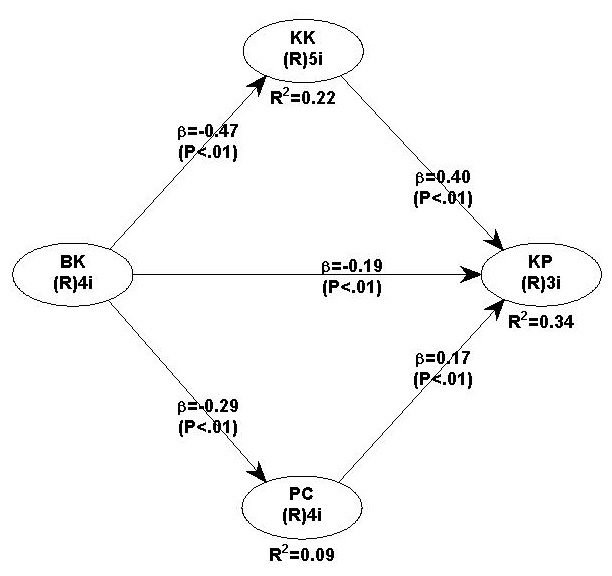 KK
(R)5i
R²=0.22
β=-0.47
(P<.01)
β=0.40
(P<.01)
BK
(R)4i
β=-0.19
(P<.01)
KP
(R)3i
R²=0.34
β=0.17
(P<.01)
β=-0.29
(P<.01)
PC
(R)4i
R²=0.09